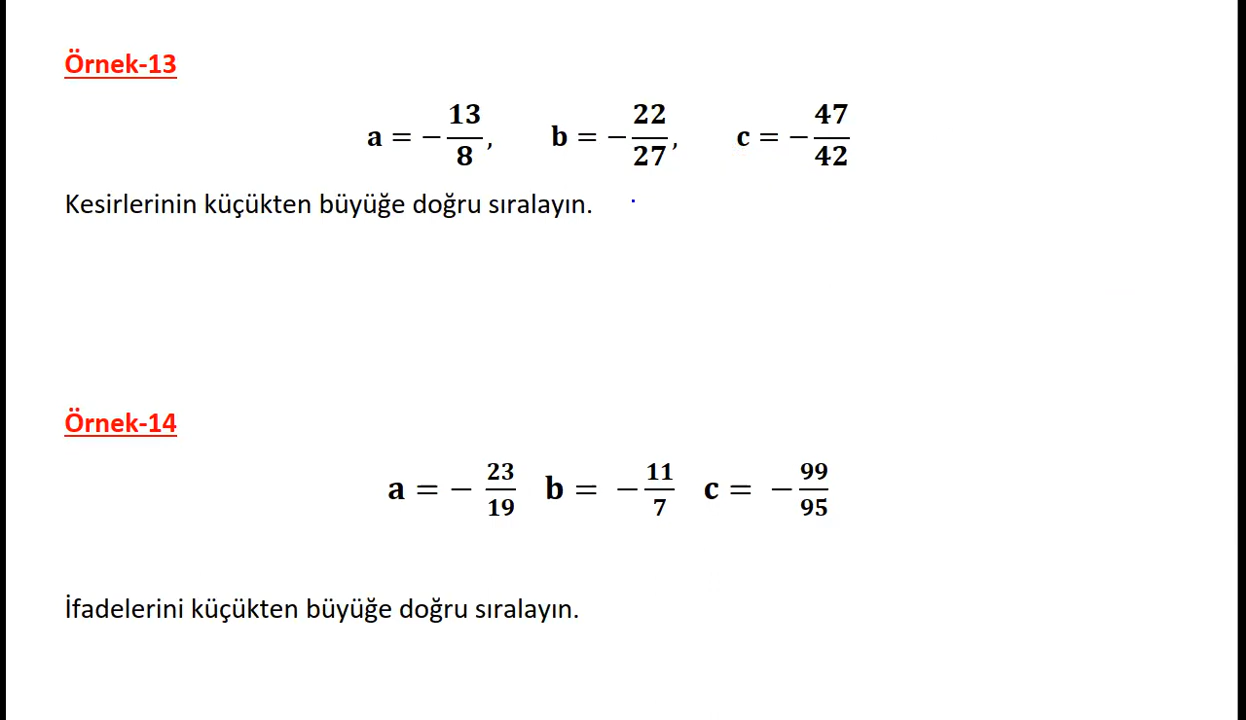 Örnek-13
a = −13/8, b = −22/27, c = −47/42
Kesirlerinin küçükten büyüğe doğru sıralayın.
Örnek-14
a = − 23/19 b = −11/7 c = −99/95
İfadelerini küçükten büyüğe doğru sıralayın.